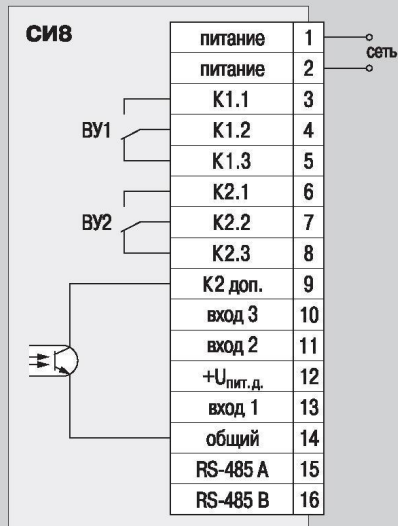 СИ8
питание 1
сеть
питание 2
К1.1 3
ВУ1
К1.2 4
К1.3 5
К2.1 6
ВУ2
К2.2 7
К2.3 8
К2 доп. 9
вход 3 10
вход 2 11
+Uпит.д. 12
вход 1 13
общий 14
RS-485 A 15
RS-485 B 16